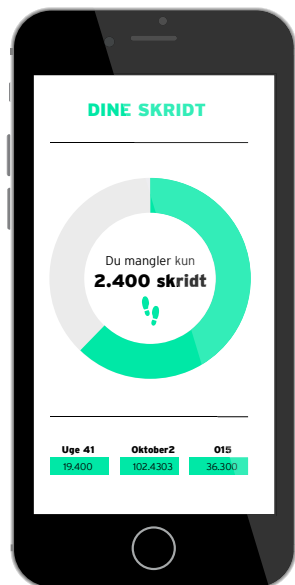 DINE SKRIDT
Du mangler kun
2.400 skridt
Uge 41 Oktober2 015
19.400 102.4303 36.300